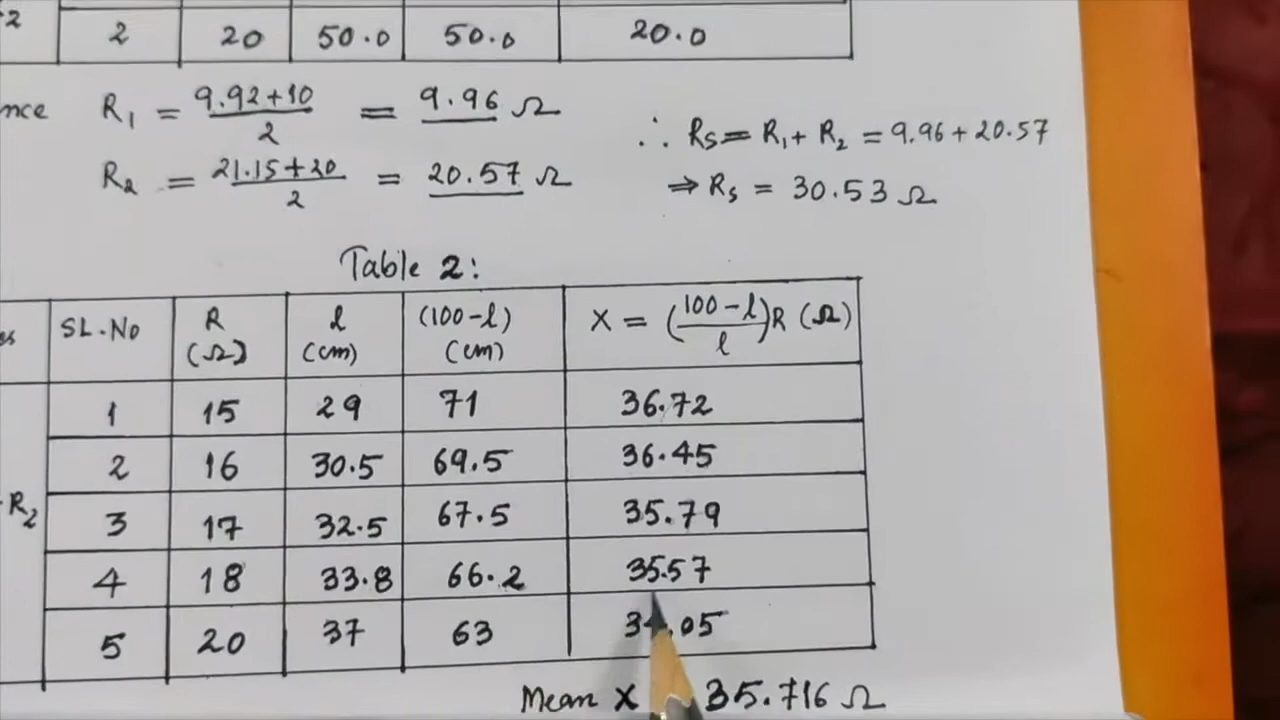 2 2 20 50.0 50.0 20.0
R1 = 9.92+10 / 2 = 9.96 Ω
R2 = 21.15+20 / 2 = 20.57 Ω
∴ Rs = R1 + R2 = 9.96 + 20.57
⇒ Rs = 30.53 Ω
Table 2:
SL.No R (Ω) l (cm) (100-l) (cm) X = (100-l / l)R (Ω)
1 15 29 71 36.72
2 16 30.5 69.5 36.45
R2 3 17 32.5 67.5 35.79
4 18 33.8 66.2 35.57
5 20 37 63 34.05
Mean X 35.716 Ω